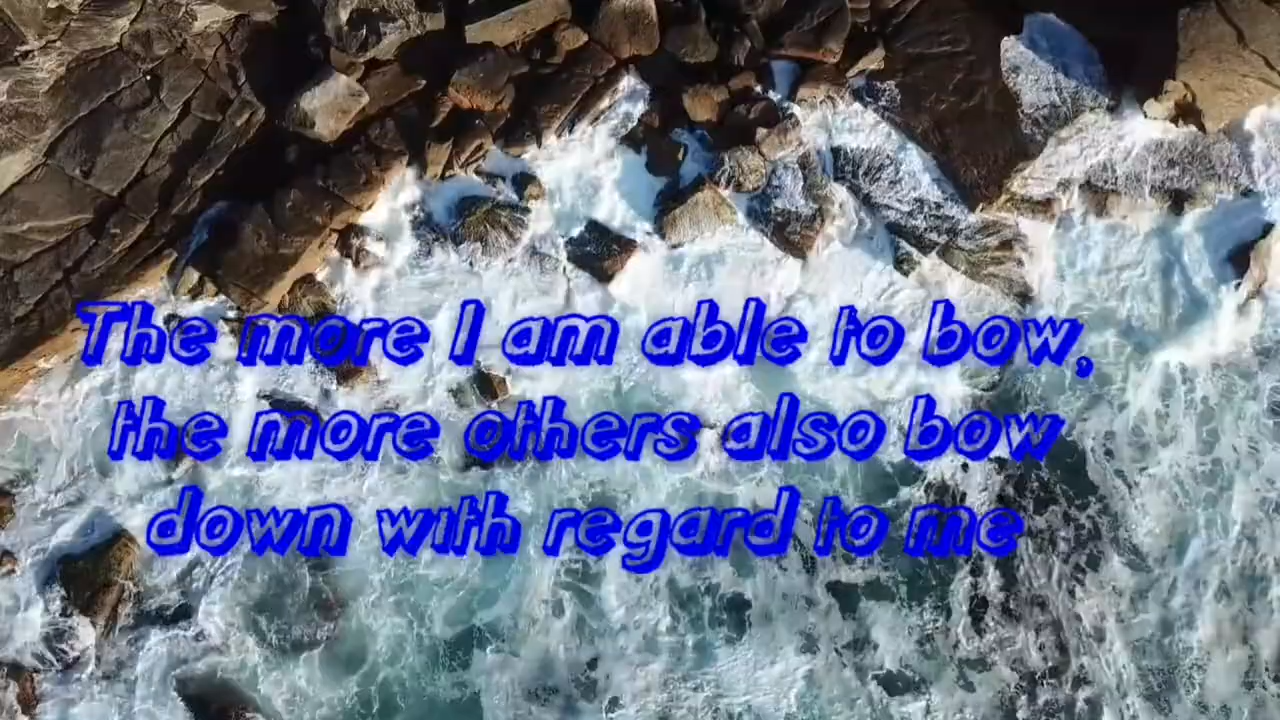 The more I am able to bow,
the more others also bow
down with regard to me